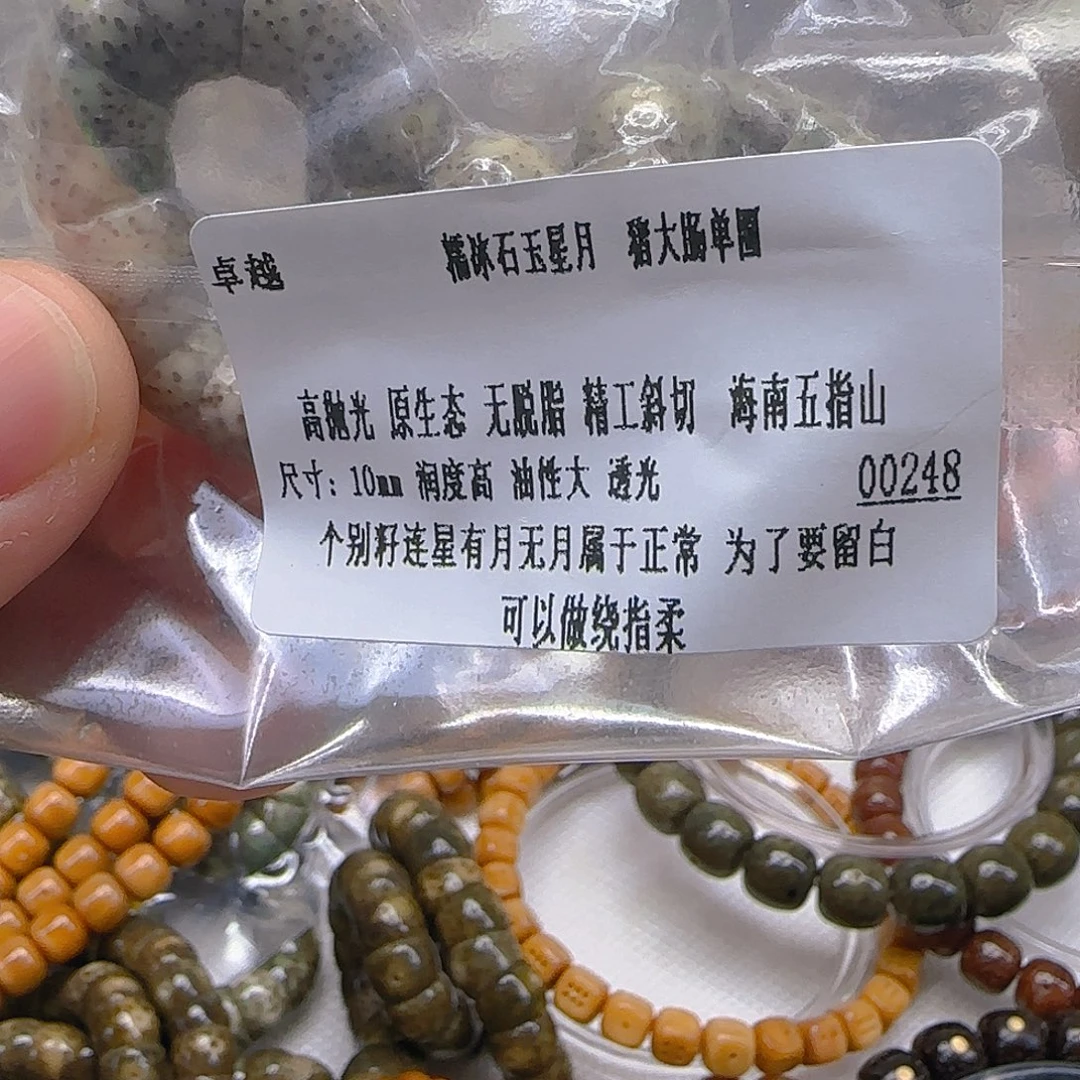 卓越 糯冰石玉星月 猪大肠单圈
高抛光 原生态 无脱脂 精工斜切 海南五指山
尺寸：10mm 润度高 油性大 透光 00248
个别籽连星有月无月属于正常 为了要留白
可以做绕指柔